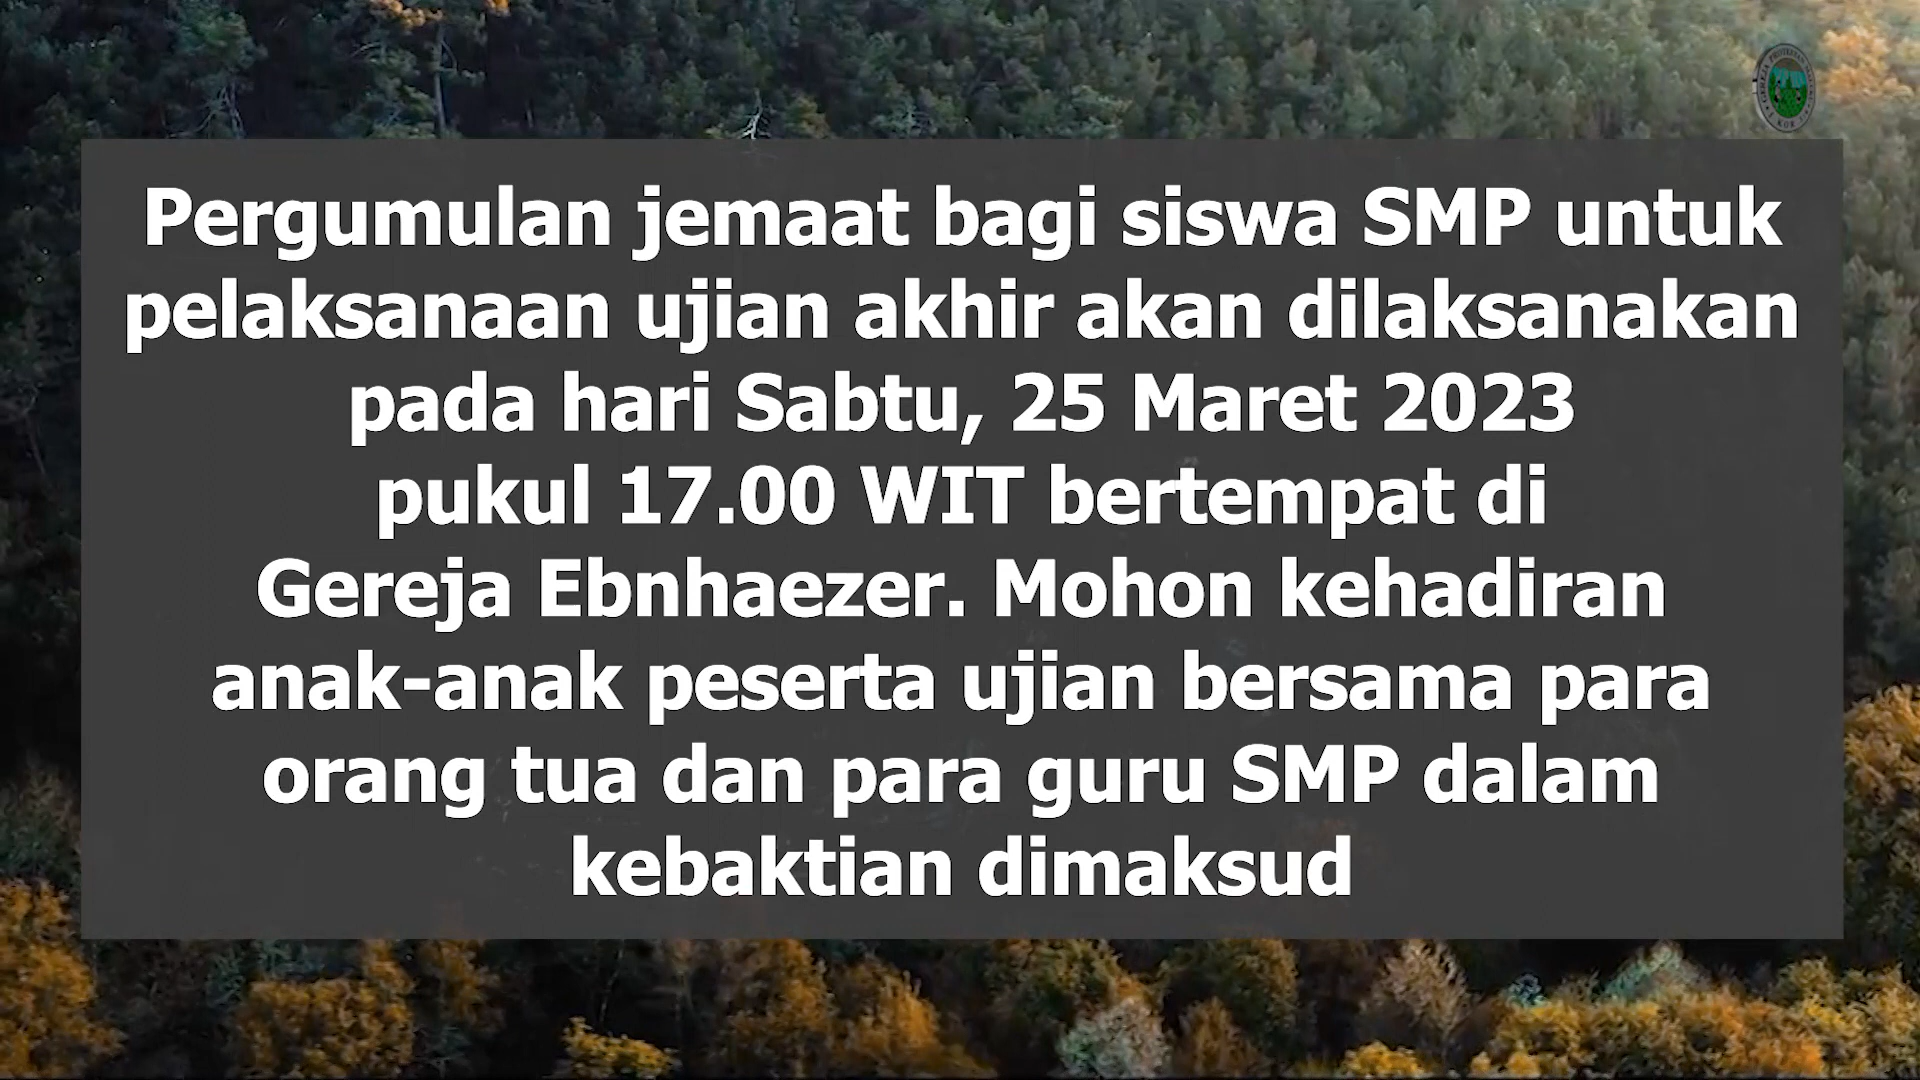 Pergumulan jemaat bagi siswa SMP untuk
pelaksanaan ujian akhir akan dilaksanakan
pada hari Sabtu, 25 Maret 2023
pukul 17.00 WIT bertempat di
Gereja Ebnhaezer. Mohon kehadiran
anak-anak peserta ujian bersama para
orang tua dan para guru SMP dalam
kebaktian dimaksud